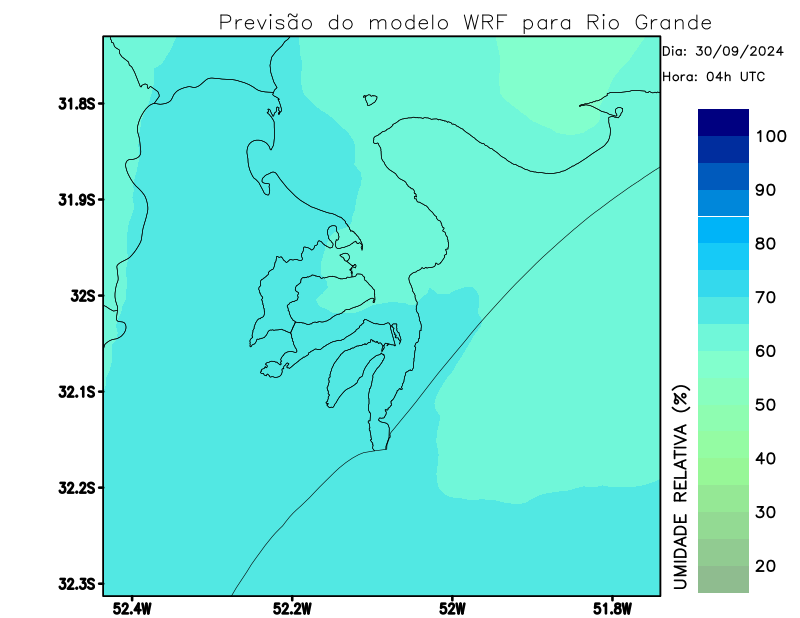 Previsão do modelo WRF para Rio Grande
Dia: 30/09/2024
Hora: 04h UTC
31.8S
31.9S
32S
32.1S
32.2S
32.3S
52.4W
52.2W
52W
51.8W
100
90
80
70
60
50
40
30
20
UMIDADE RELATIVA (%)